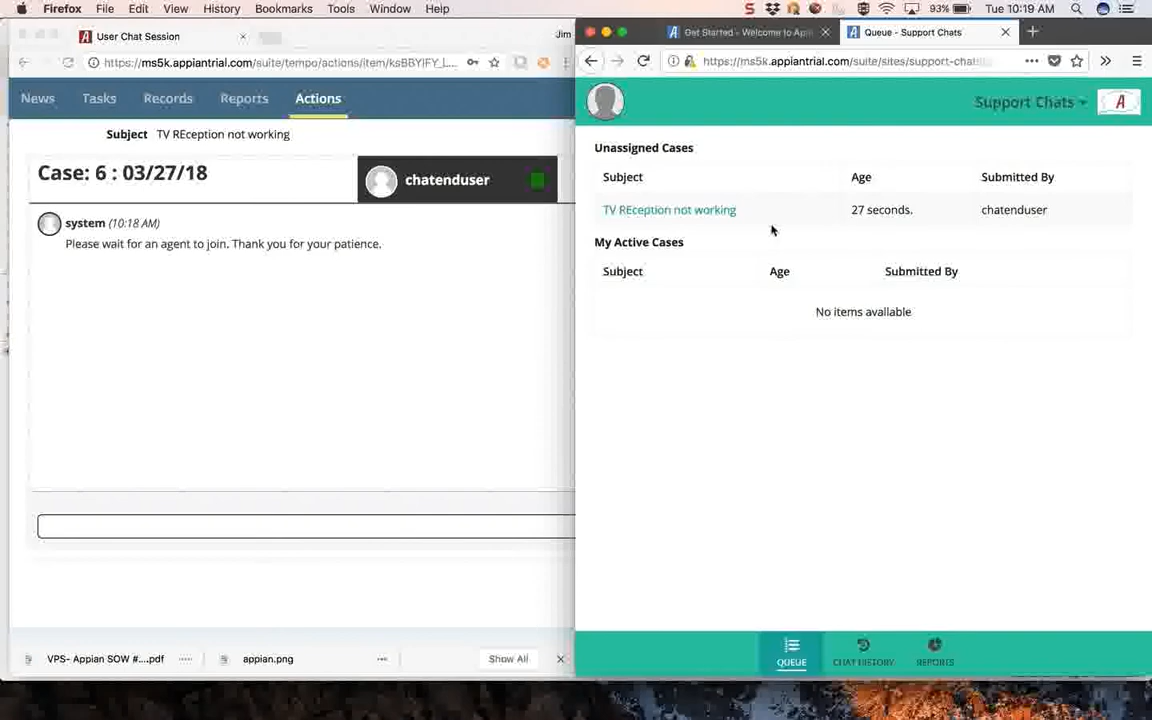 Firefox File Edit View History Bookmarks Tools Window Help
93% Tue 10:19 AM
User Chat Session
Jim
https://ms5k.appiantrial.com/suite/tempo/actions/item/ksBBYIFY_L...
News Tasks Records Reports Actions
Subject TV REception not working
Case: 6 : 03/27/18
chatenduser
system (10:18 AM)
Please wait for an agent to join. Thank you for your patience.
VPS- Appian SOW #....pdf
appian.png
Show All
Get Started - Welcome to Appi
Queue - Support Chats
https://ms5k.appiantrial.com/suite/sites/support-chats
Support Chats
A
Unassigned Cases
Subject Age Submitted By
TV REception not working 27 seconds. chatenduser
My Active Cases
Subject Age Submitted By
No items available
QUEUE CHAT HISTORY REPORTS